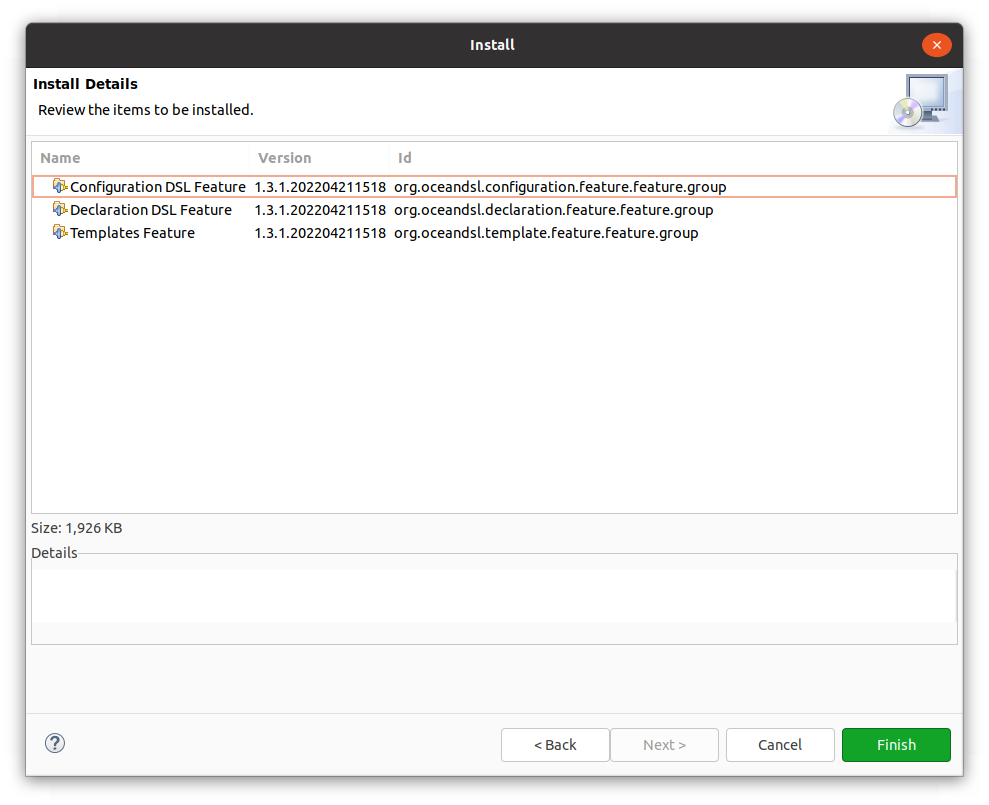 Install
Install Details
Review the items to be installed.
Name Version Id
Configuration DSL Feature 1.3.1.202204211518 org.oceandsl.configuration.feature.feature.group
Declaration DSL Feature 1.3.1.202204211518 org.oceandsl.declaration.feature.feature.group
Templates Feature 1.3.1.202204211518 org.oceandsl.template.feature.feature.group
Size: 1,926 KB
Details
? < Back Next > Cancel Finish